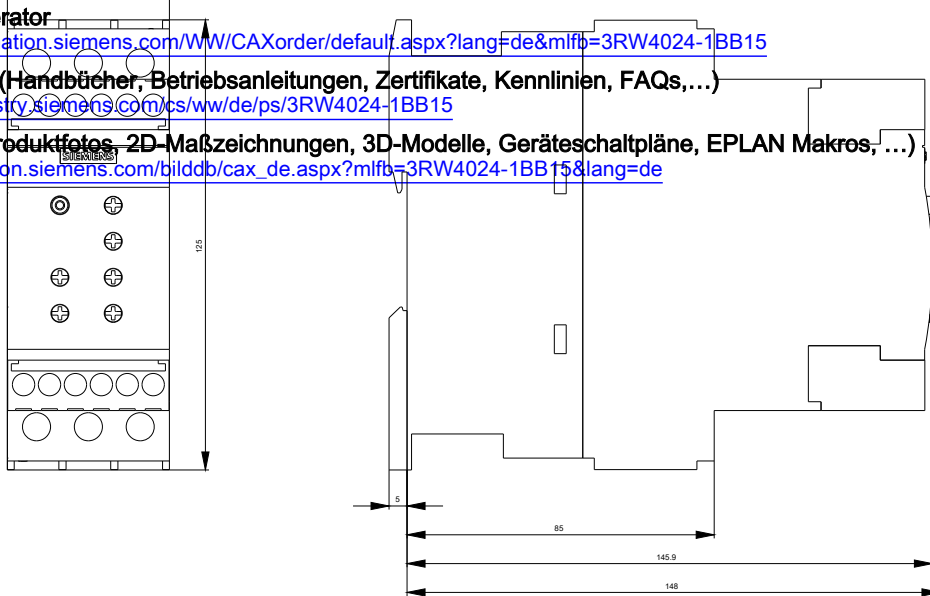 rator
ation.siemens.com/WW/CAXorder/default.aspx?lang=de&mlfb=3RW4024-1BB15
(Handbücher, Betriebsanleitungen, Zertifikate, Kennlinien, FAQs,...)
stry.siemens.com/cs/ww/de/ps/3RW4024-1BB15
roduktfotos, 2D-Maßzeichnungen, 3D-Modelle, Geräteschaltpläne, EPLAN Makros, ...)
SIEMENS
on.siemens.com/bilddb/cax_de.aspx?mlfb=3RW4024-1BB15&lang=de
125
5
85
145.9
148